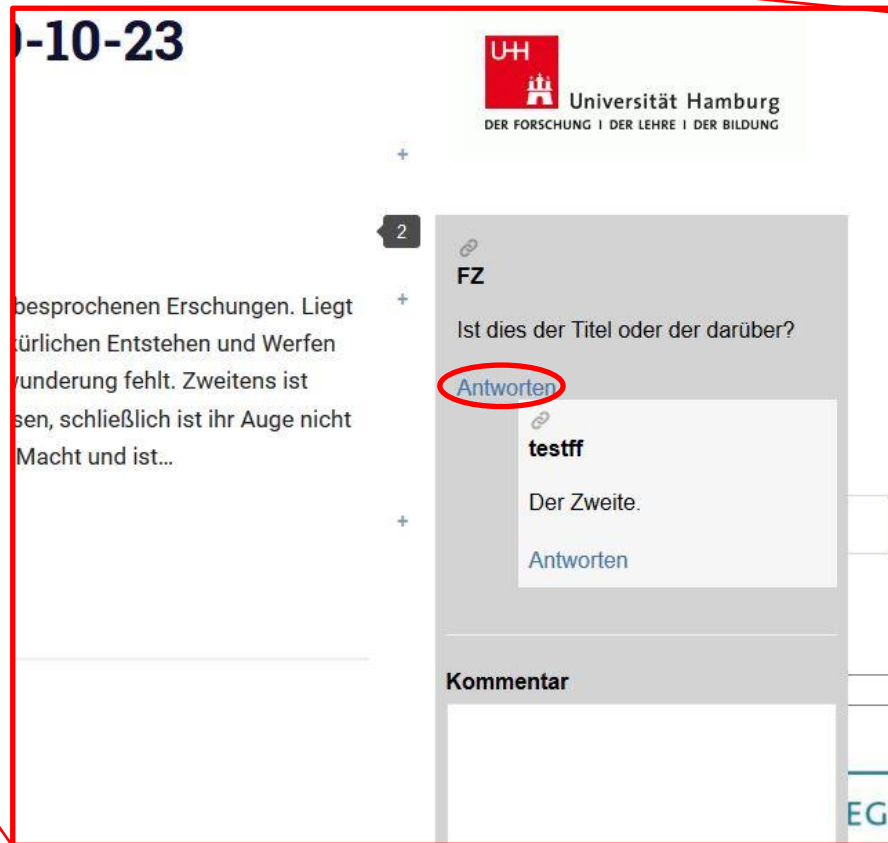 -10-23
UHH
Universität Hamburg
DER FORSCHUNG I DER LEHRE I DER BILDUNG
+
2
besprochenen Erschungen. Liegt
+
türlichen Entstehen und Werfen
wunderung fehlt. Zweitens ist
sen, schließlich ist ihr Auge nicht
Macht und ist…
+
FZ
Ist dies der Titel oder der darüber?
Antworten
testff
Der Zweite.
Antworten
Kommentar
EG